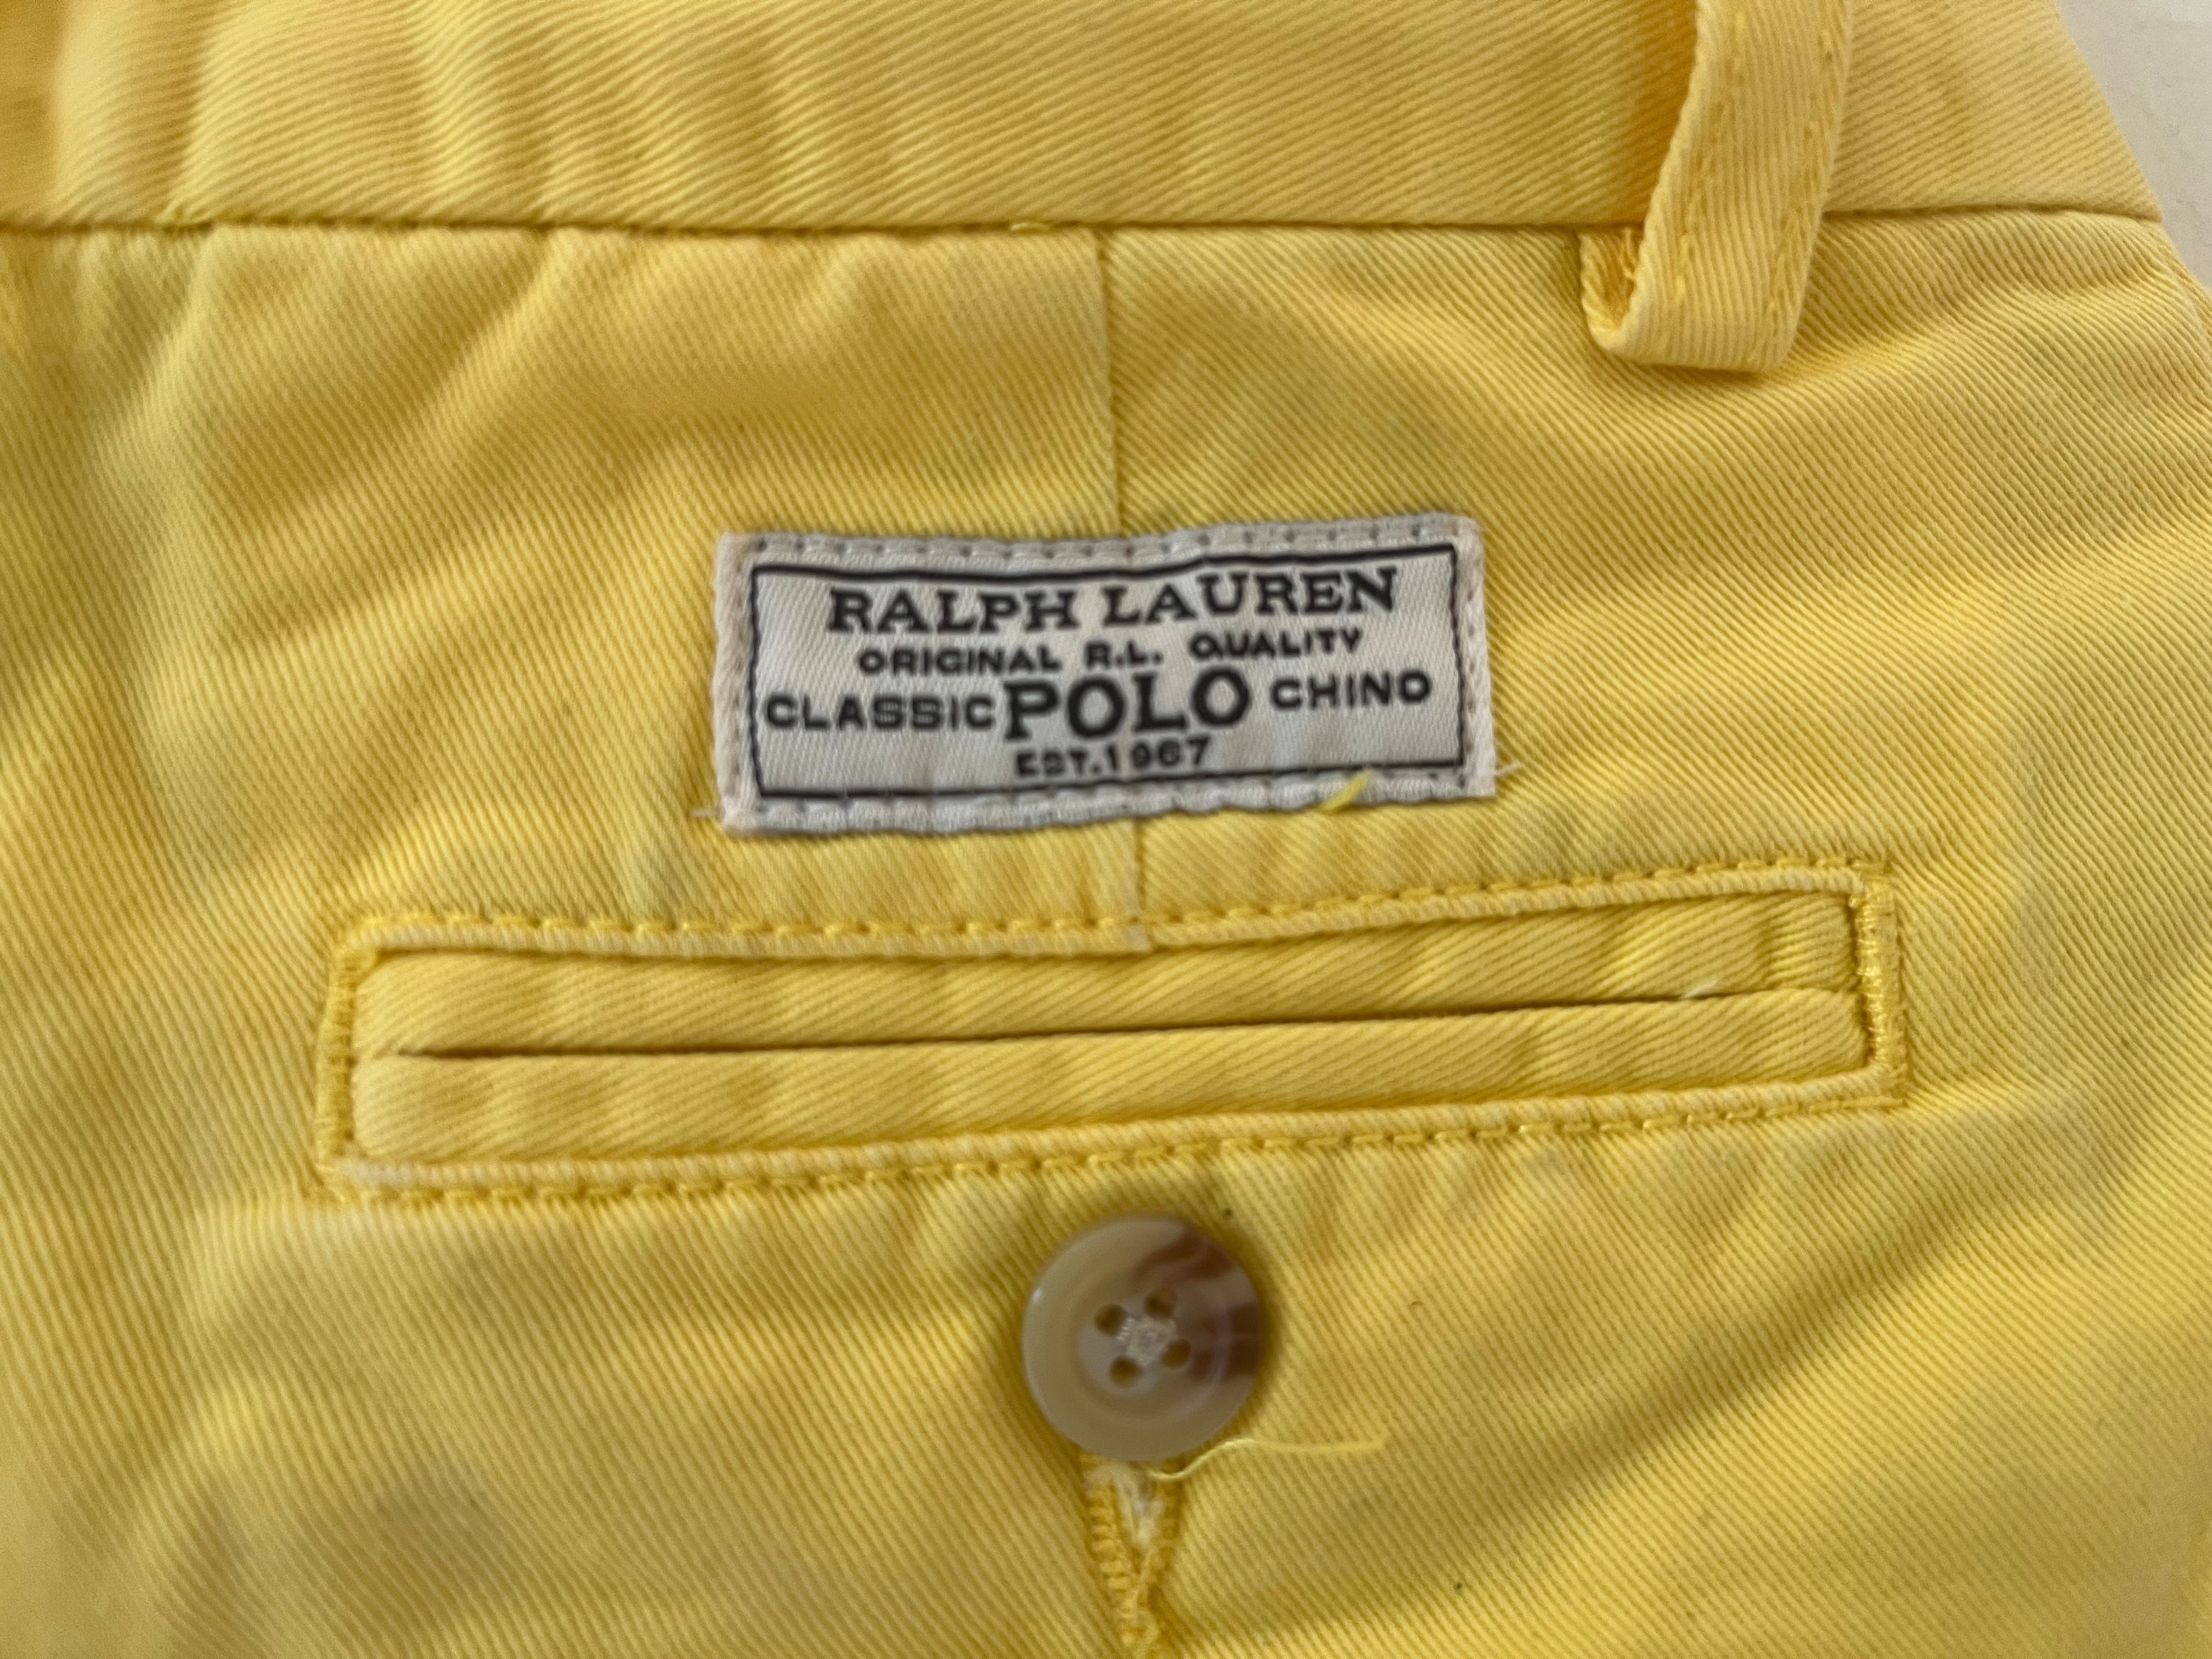 RALPH LAUREN
ORIGINAL R.L. QUALITY
CLASSIC POLO CHINO
EST.1967